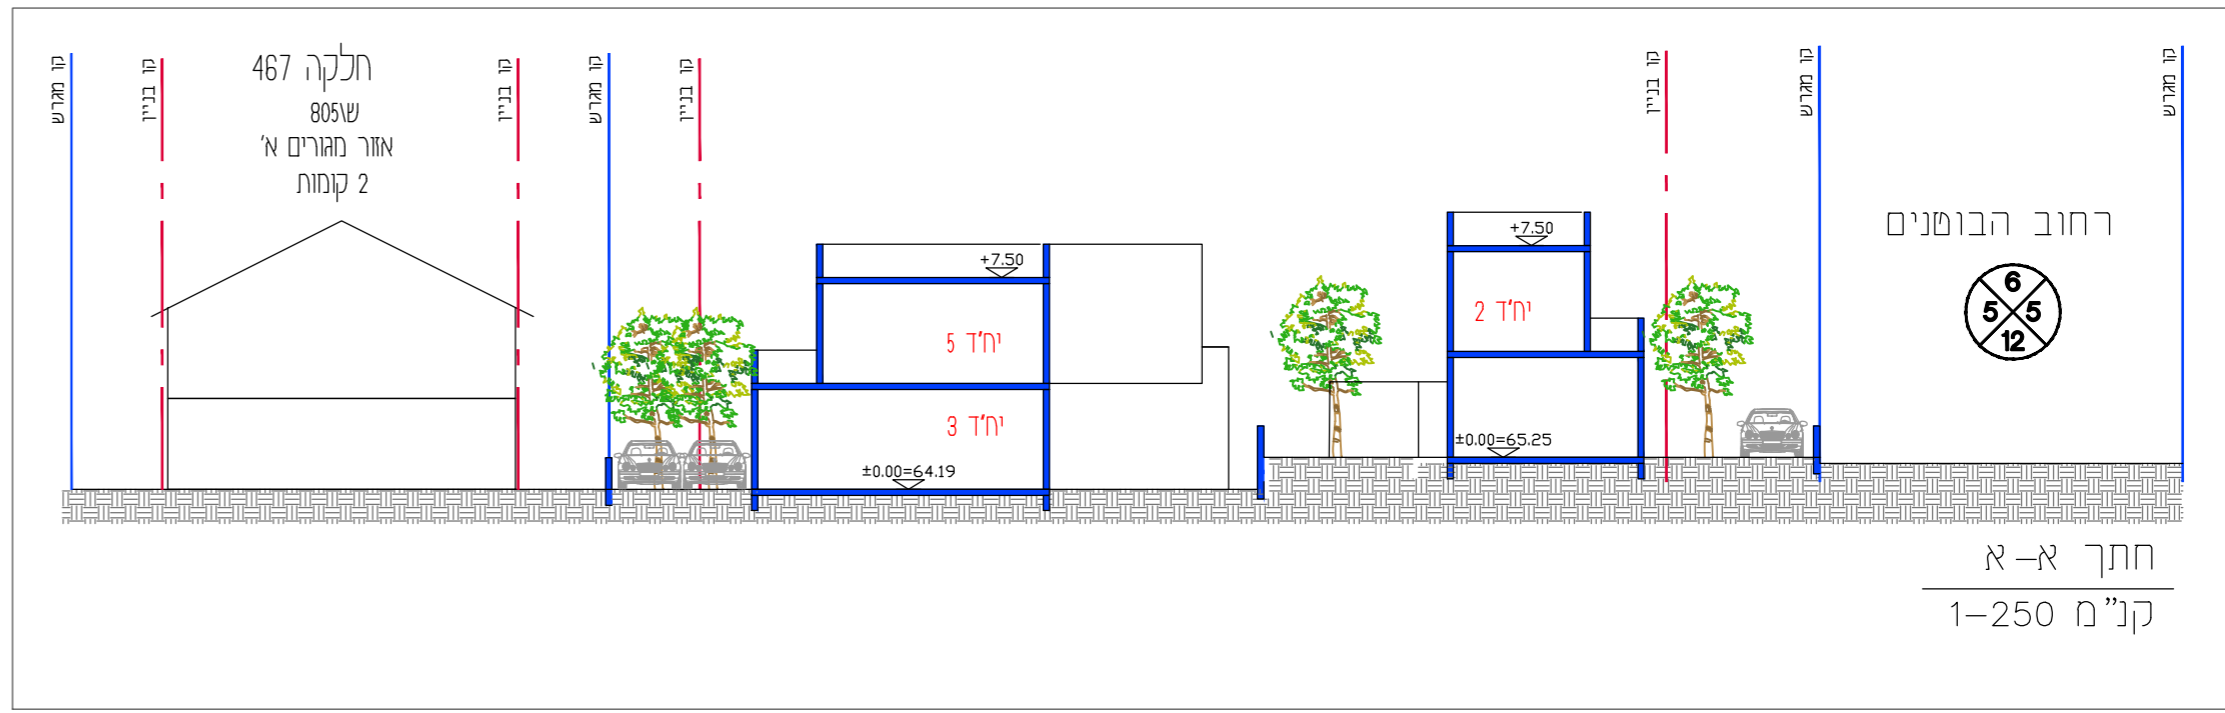 קו מגרש
קו בניין
חלקה 467
ש\805
אזור מגורים א'
2 קומות
קו בניין
קו מגרש
קו בניין
קו בניין
קו מגרש
קו מגרש
רחוב הבוטנים
6
5 5
12
+7.50
יח"ד 5
יח"ד 3
±0.00=64.19
+7.50
יח"ד 2
±0.00=65.25
חתך א-א
קנ"מ 1-250